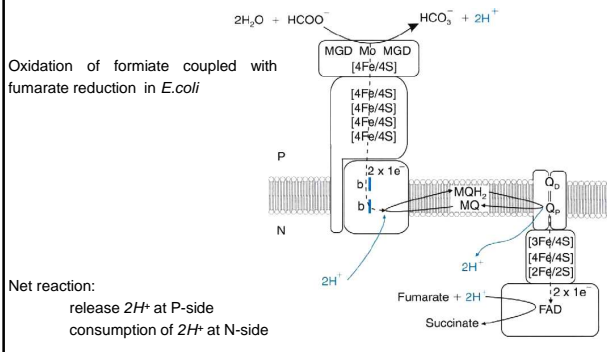 2H₂O + HCOO⁻
HCO₃⁻ + 2H⁺
MGD Mo MGD
[4Fe/4S]
Oxidation of formiate coupled with
fumarate reduction in E.coli
[4Fe/4S]
[4Fe/4S]
[4Fe/4S]
[4Fe/4S]
P
2 x 1e⁻
b
b
N
MQH₂
MQ
Q_D
Q_P
2H⁺
2H⁺
[3Fe/4S]
[4Fe/4S]
[2Fe/2S]
2 x 1e⁻
Fumarate + 2H⁺
FAD
Succinate
Net reaction:
release 2H⁺ at P-side
consumption of 2H⁺ at N-side